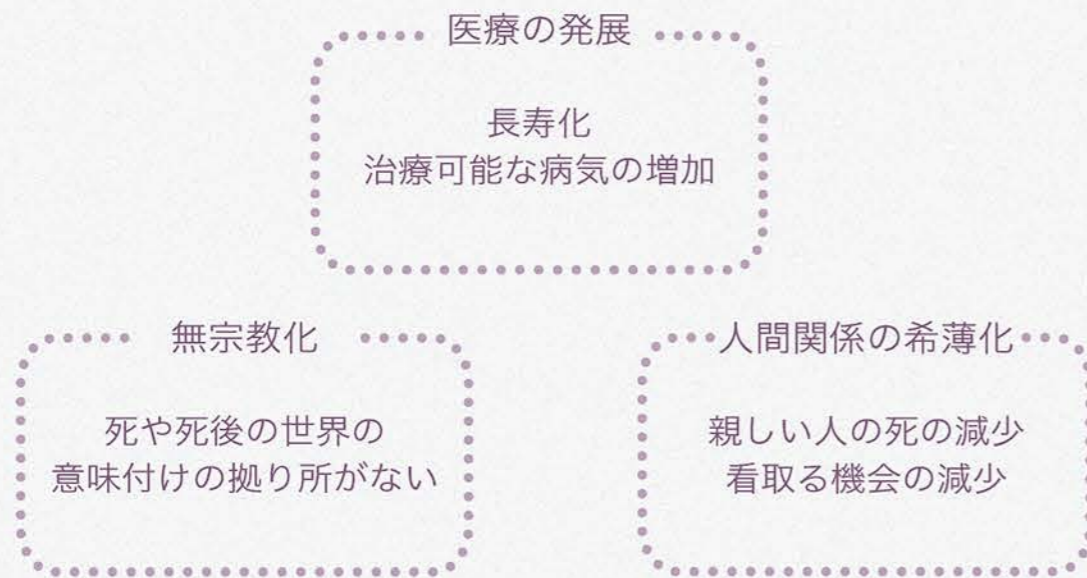 医療の発展
長寿化
治療可能な病気の増加
無宗教化
死や死後の世界の
意味付けの拠り所がない
人間関係の希薄化
親しい人の死の減少
看取る機会の減少